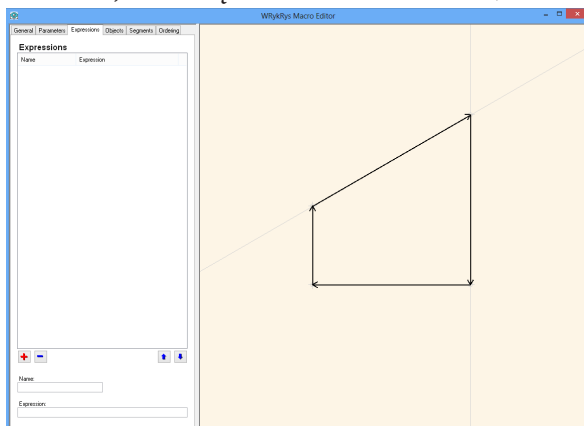 WRykRys Macro Editor
General Parameters Expressions Objects Segments Ordering
Expressions
Name Expression
Name:
Expression: